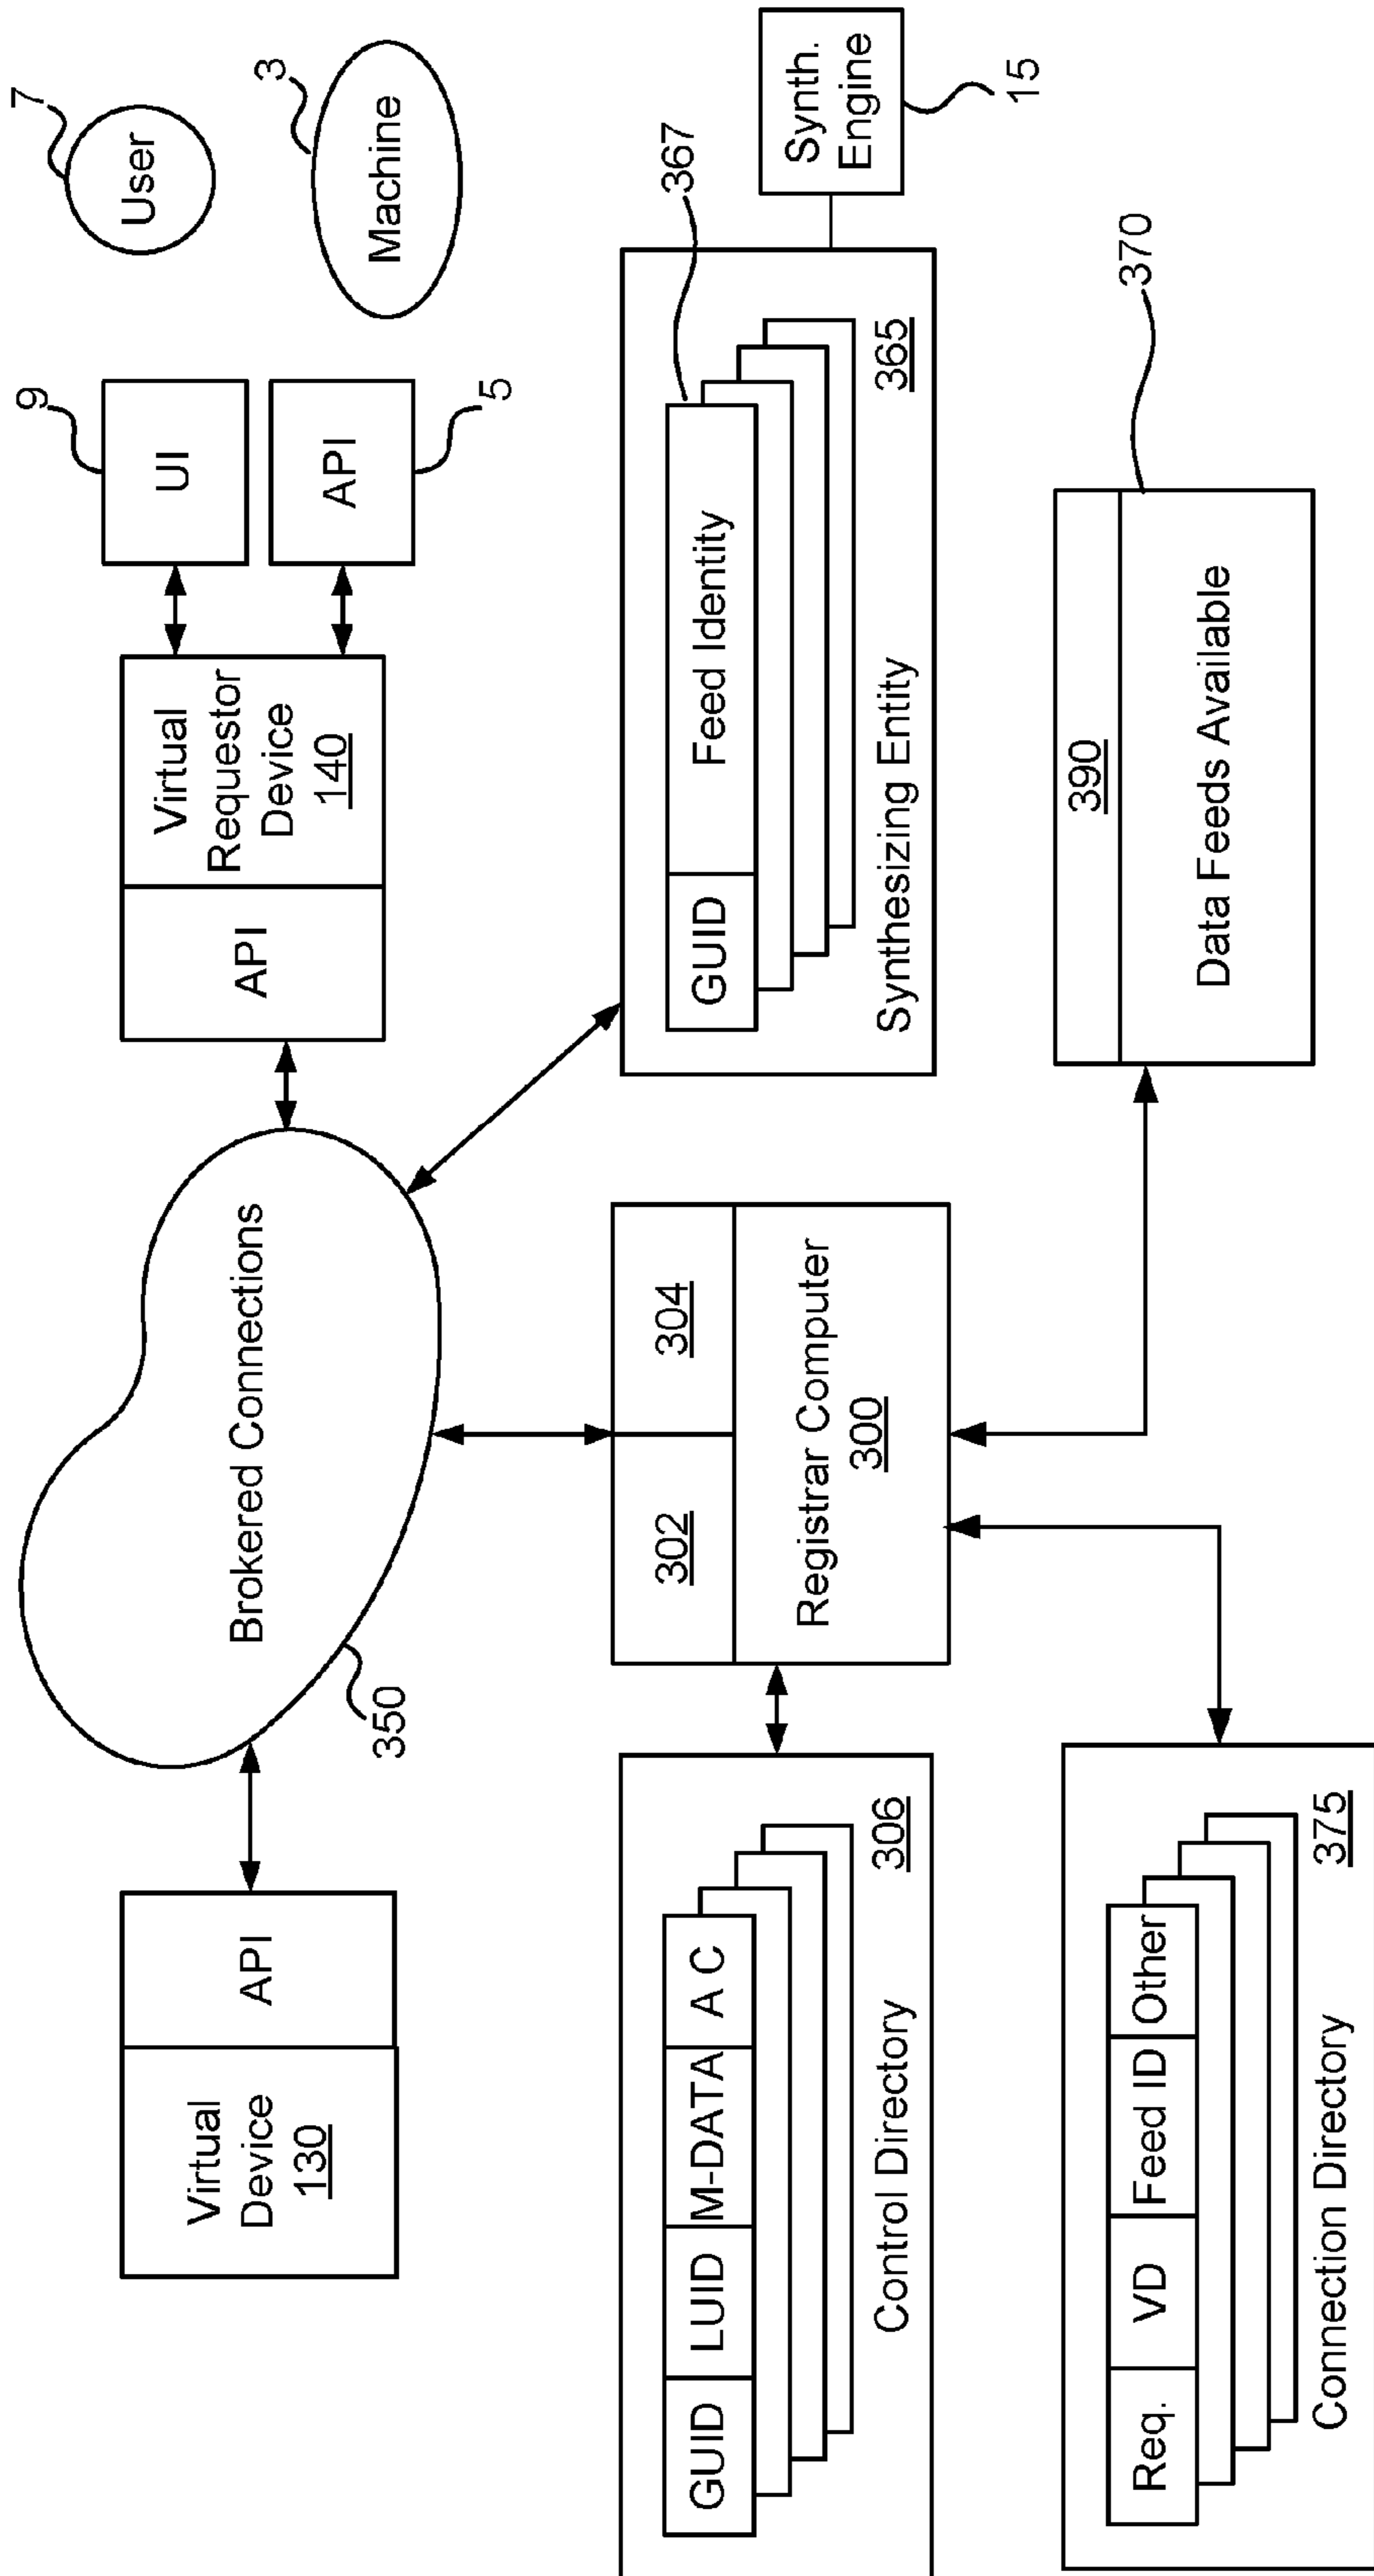 7
User
3
Machine
9
UI
API
5
Virtual
Requestor
Device
140
API
Brokered Connections
350
API
Virtual
Device
130
Synth.
Engine
15
367
GUID
Feed Identity
365
Synthesizing Entity
302
304
Registrar Computer
300
GUID
LUID
M-DATA
A C
306
Control Directory
370
390
Data Feeds Available
Req.
VD
Feed ID
Other
375
Connection Directory